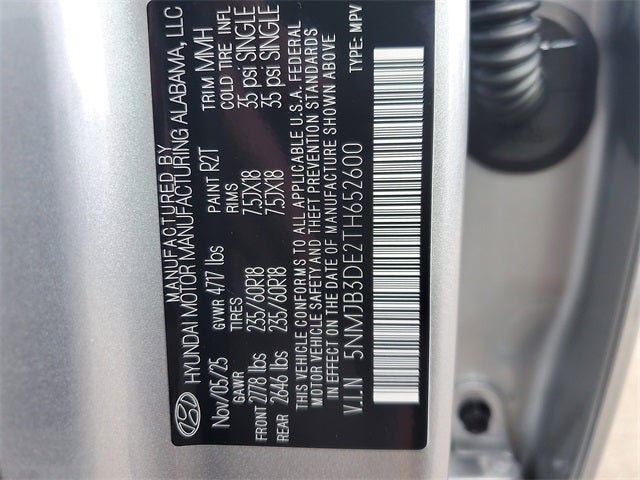 MANUFACTURED BY
HYUNDAI MOTOR MANUFACTURING ALABAMA, LLC
Nov/05/25 GVWR 4717 lbs PAINT R2T TRIM MMH
GAWR TIRES RIMS COLD TIRE INFL
FRONT 2778 lbs 235/60R18 7.5JX18 35 psi SINGLE
REAR 2646 lbs 235/60R18 7.5JX18 35 psi SINGLE
THIS VEHICLE CONFORMS TO ALL APPLICABLE U.S.A. FEDERAL
MOTOR VEHICLE SAFETY AND THEFT PREVENTION STANDARDS
IN EFFECT ON THE DATE OF MANUFACTURE SHOWN ABOVE
V.I.N 5NMJB3DE2TH652600 TYPE: MPV